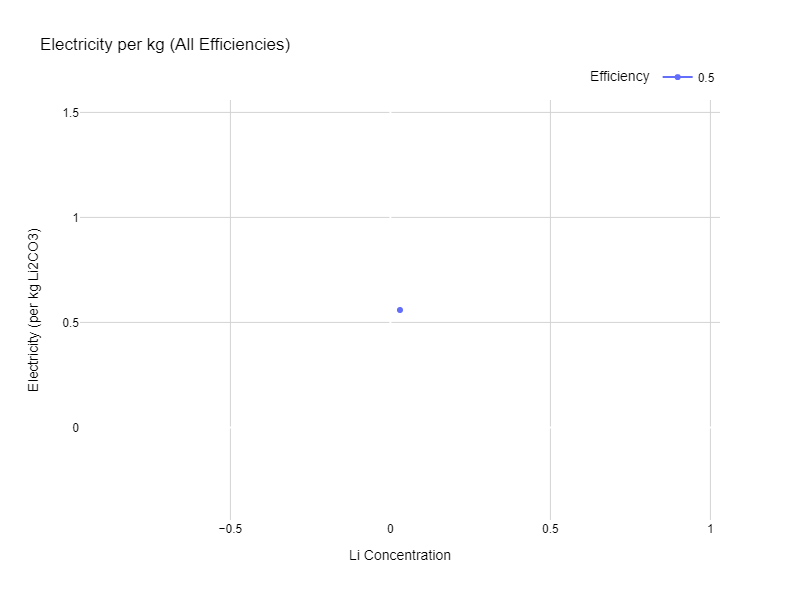 Electricity per kg (All Efficiencies)
Efficiency 0.5
1.5
1
0.5
0
Electricity (per kg Li2CO3)
−0.5 0 0.5 1
Li Concentration